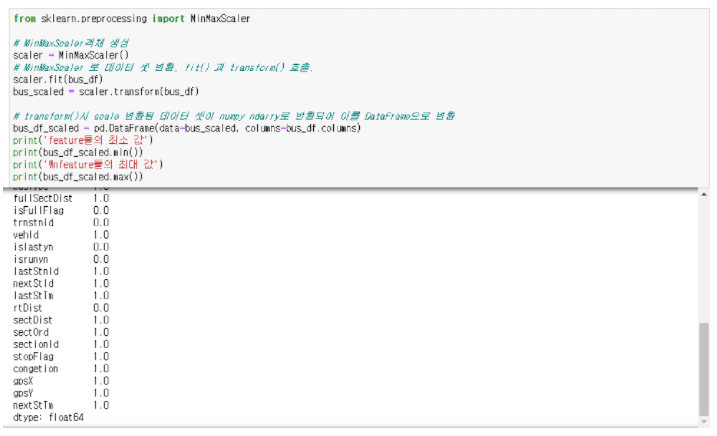 from sklearn.preprocessing import MinMaxScaler
# MinMaxScaler객체 생성
scaler = MinMaxScaler()
# MinMaxScaler 로 데이터 셋 변환. fit() 과 transform() 호출.
scaler.fit(bus_df)
bus_scaled = scaler.transform(bus_df)
# transform()시 scale 변환된 데이터 셋이 numpy ndarry로 반환되어 이를 DataFrame으로 변환
bus_df_scaled = pd.DataFrame(data=bus_scaled, columns=bus_df.columns)
print('feature들의 최소 값')
print(bus_df_scaled.min())
print('₩nfeature들의 최대 값')
print(bus_df_scaled.max())
fullSectDist 1.0
isFullFlag 0.0
trnstnid 0.0
vehId 1.0
islastyn 0.0
isrunyn 0.0
lastStnId 1.0
nextStId 1.0
lastStTm 1.0
rtDist 0.0
sectDist 1.0
sectOrd 1.0
sectionId 1.0
stopFlag 1.0
congetion 1.0
gpsX 1.0
gpsY 1.0
nextStTm 1.0
dtype: float64